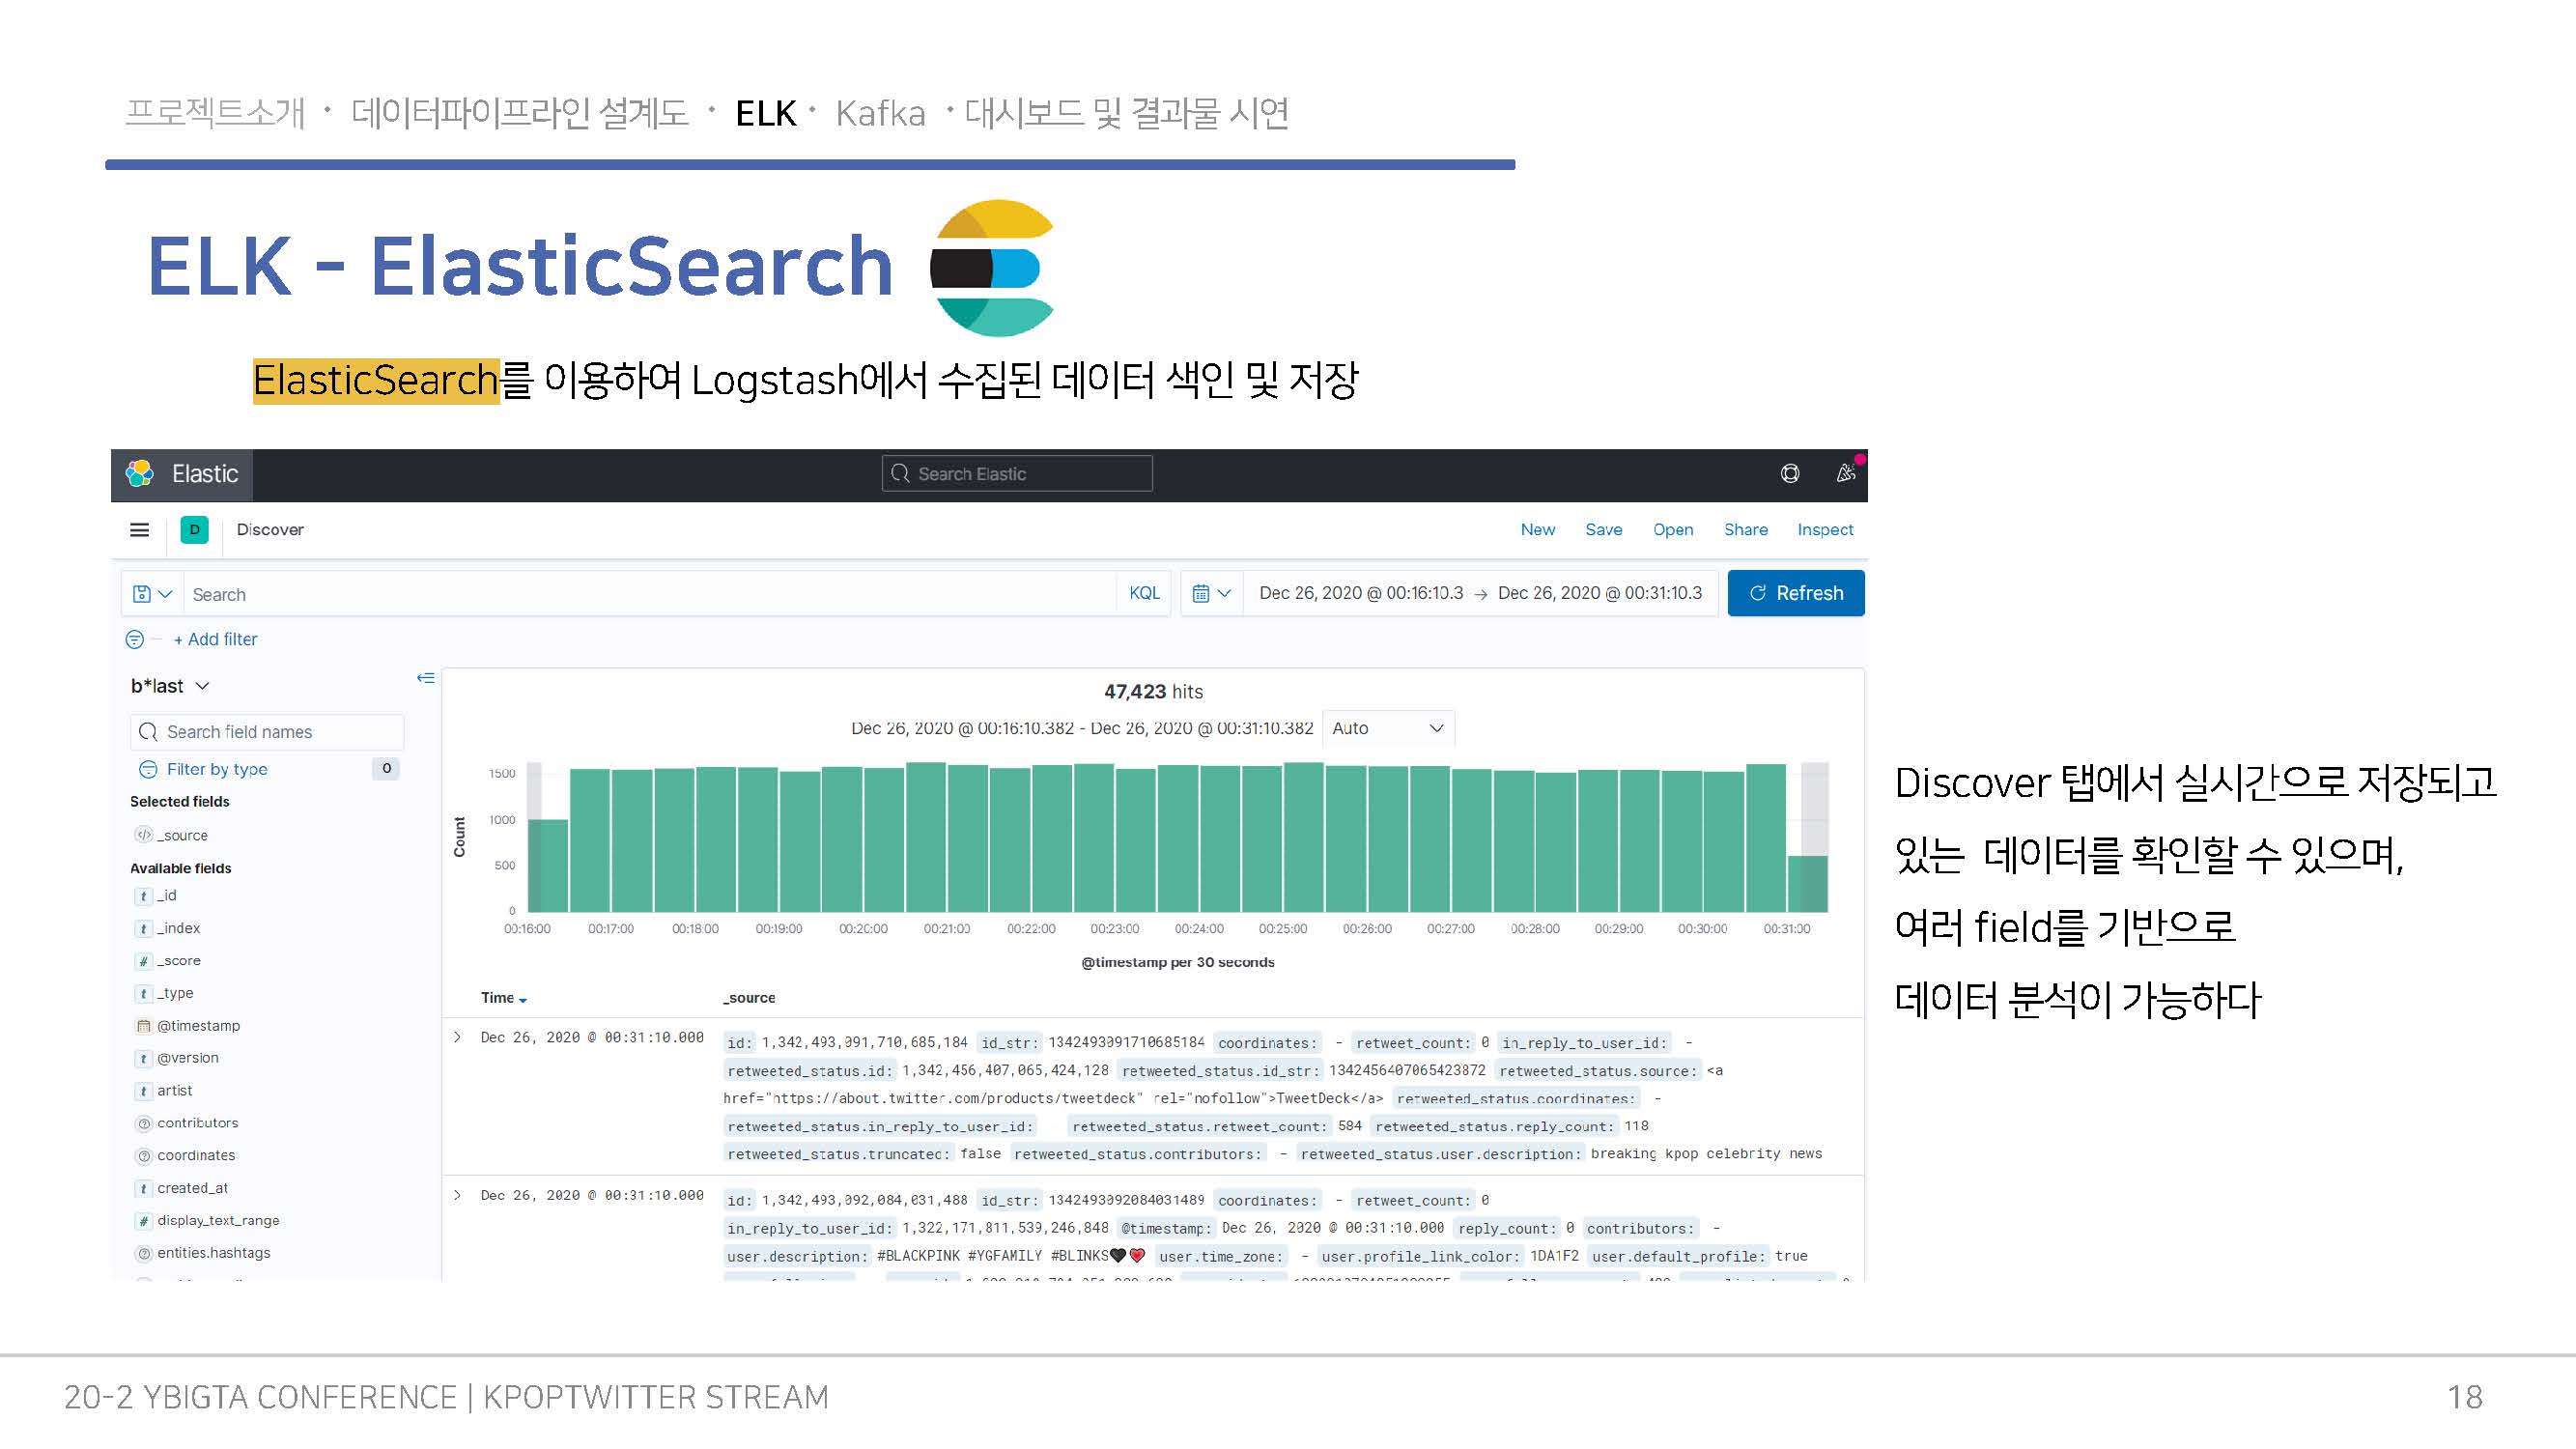 프로젝트소개 · 데이터파이프라인 설계도 · ELK · Kafka · 대시보드 및 결과물 시연
ELK - ElasticSearch
ElasticSearch를 이용하여 Logstash에서 수집된 데이터 색인 및 저장
Elastic
Search Elastic
D Discover
New Save Open Share Inspect
Search KQL Dec 26, 2020 @ 00:16:10.3 → Dec 26, 2020 @ 00:31:10.3 Refresh
+ Add filter
b*last
Search field names
Filter by type 0
Selected fields
_source
Available fields
t _id
t _index
# _score
t _type
@timestamp
t @version
t artist
contributors
coordinates
t created_at
# display_text_range
entities.hashtags
47,423 hits
Dec 26, 2020 @ 00:16:10.382 - Dec 26, 2020 @ 00:31:10.382 Auto
Count
1500
1000
500
0
00:16:00 00:17:00 00:18:00 00:19:00 00:20:00 00:21:00 00:22:00 00:23:00 00:24:00 00:25:00 00:26:00 00:27:00 00:28:00 00:29:00 00:30:00 00:31:00
@timestamp per 30 seconds
Time _source
Dec 26, 2020 @ 00:31:10.000 id: 1,342,493,091,710,685,184 id_str: 1342493091710685184 coordinates: - retweet_count: 0 in_reply_to_user_id: -
retweeted_status.id: 1,342,456,407,065,424,128 retweeted_status.id_str: 1342456407065423872 retweeted_status.source: <a
href="https://about.twitter.com/products/tweetdeck" rel="nofollow">TweetDeck</a> retweeted_status.coordinates: -
retweeted_status.in_reply_to_user_id: retweeted_status.retweet_count: 584 retweeted_status.reply_count: 118
retweeted_status.truncated: false retweeted_status.contributors: - retweeted_status.user.description: breaking kpop celebrity news
Dec 26, 2020 @ 00:31:10.000 id: 1,342,493,092,084,031,488 id_str: 1342493092084031489 coordinates: - retweet_count: 0
in_reply_to_user_id: 1,322,171,811,539,246,848 @timestamp: Dec 26, 2020 @ 00:31:10.000 reply_count: 0 contributors: -
user.description: #BLACKPINK #YGFAMILY #BLINKS🖤❤ user.time_zone: - user.profile_link_color: 1DA1F2 user.default_profile: true
Discover 탭에서 실시간으로 저장되고
있는 데이터를 확인할 수 있으며,
여러 field를 기반으로
데이터 분석이 가능하다
20-2 YBIGTA CONFERENCE | KPOPTWITTER STREAM
18